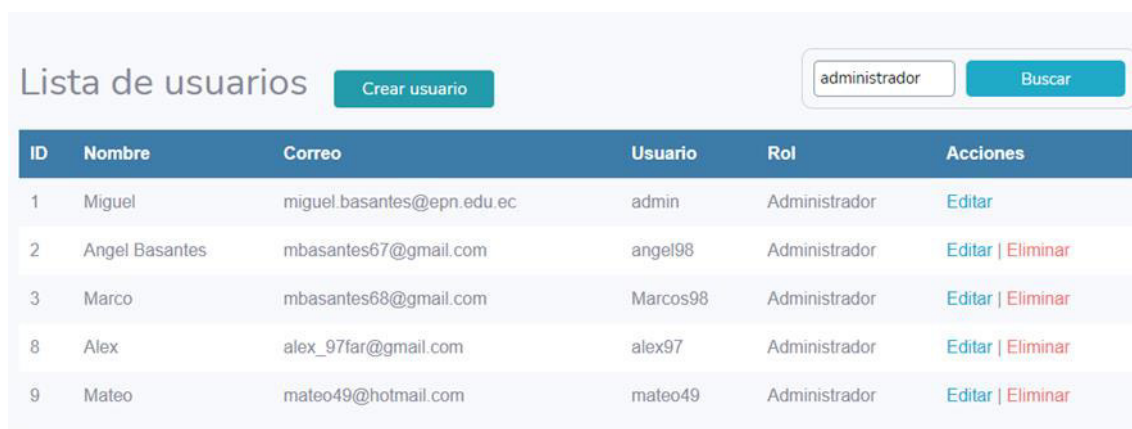 Lista de usuarios Crear usuario administrador Buscar
ID Nombre Correo Usuario Rol Acciones
1 Miguel miguel.basantes@epn.edu.ec admin Administrador Editar
2 Angel Basantes mbasantes67@gmail.com angel98 Administrador Editar | Eliminar
3 Marco mbasantes68@gmail.com Marcos98 Administrador Editar | Eliminar
8 Alex alex_97far@gmail.com alex97 Administrador Editar | Eliminar
9 Mateo mateo49@hotmail.com mateo49 Administrador Editar | Eliminar